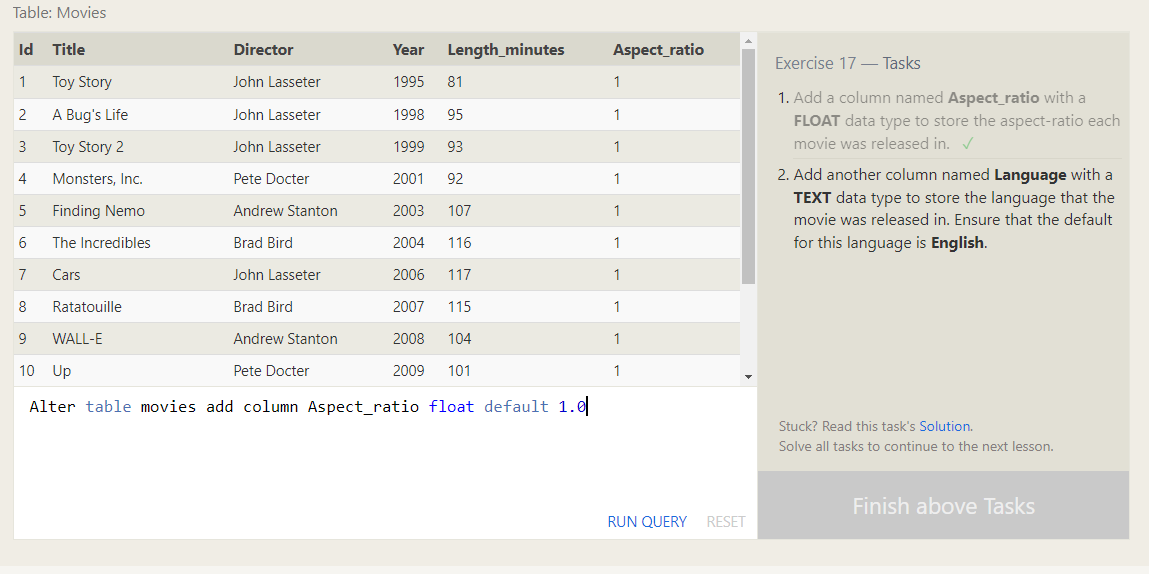 Table: Movies
Id Title Director Year Length_minutes Aspect_ratio
1 Toy Story John Lasseter 1995 81 1
2 A Bug's Life John Lasseter 1998 95 1
3 Toy Story 2 John Lasseter 1999 93 1
4 Monsters, Inc. Pete Docter 2001 92 1
5 Finding Nemo Andrew Stanton 2003 107 1
6 The Incredibles Brad Bird 2004 116 1
7 Cars John Lasseter 2006 117 1
8 Ratatouille Brad Bird 2007 115 1
9 WALL-E Andrew Stanton 2008 104 1
10 Up Pete Docter 2009 101 1
Alter table movies add column Aspect_ratio float default 1.0
RUN QUERY RESET
Exercise 17 — Tasks
1. Add a column named Aspect_ratio with a
FLOAT data type to store the aspect-ratio each
movie was released in. ✓
2. Add another column named Language with a
TEXT data type to store the language that the
movie was released in. Ensure that the default
for this language is English.
Stuck? Read this task's Solution.
Solve all tasks to continue to the next lesson.
Finish above Tasks